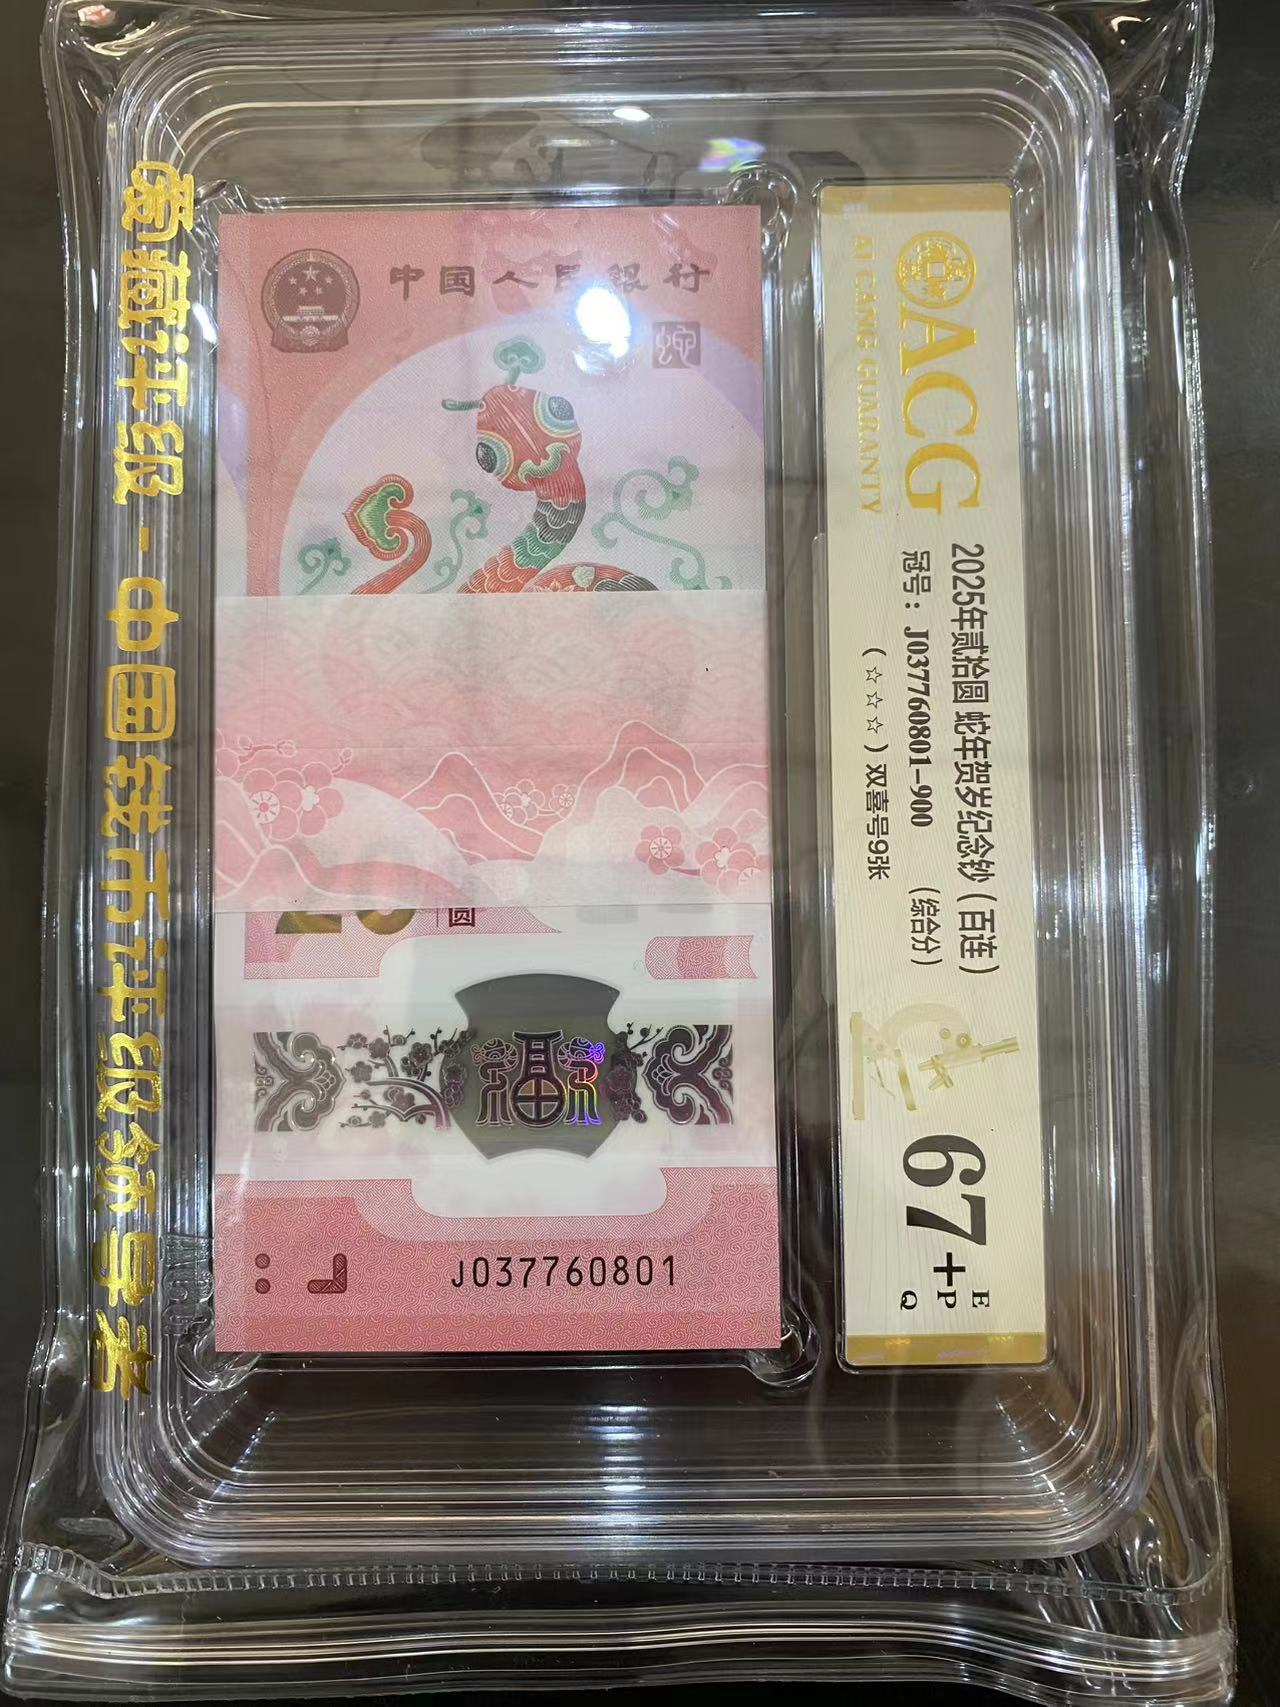 爱藏评级-中国钱币评级领导者
中国人民银行
蛇
圆
福
J037760801
ACG
AI CANG GUARANTY
2025年贰拾圆 蛇年贺岁纪念钞（百连）
冠号：J037760801-900 （综合分）
（☆☆☆）双喜号9张
67+
E
P
Q